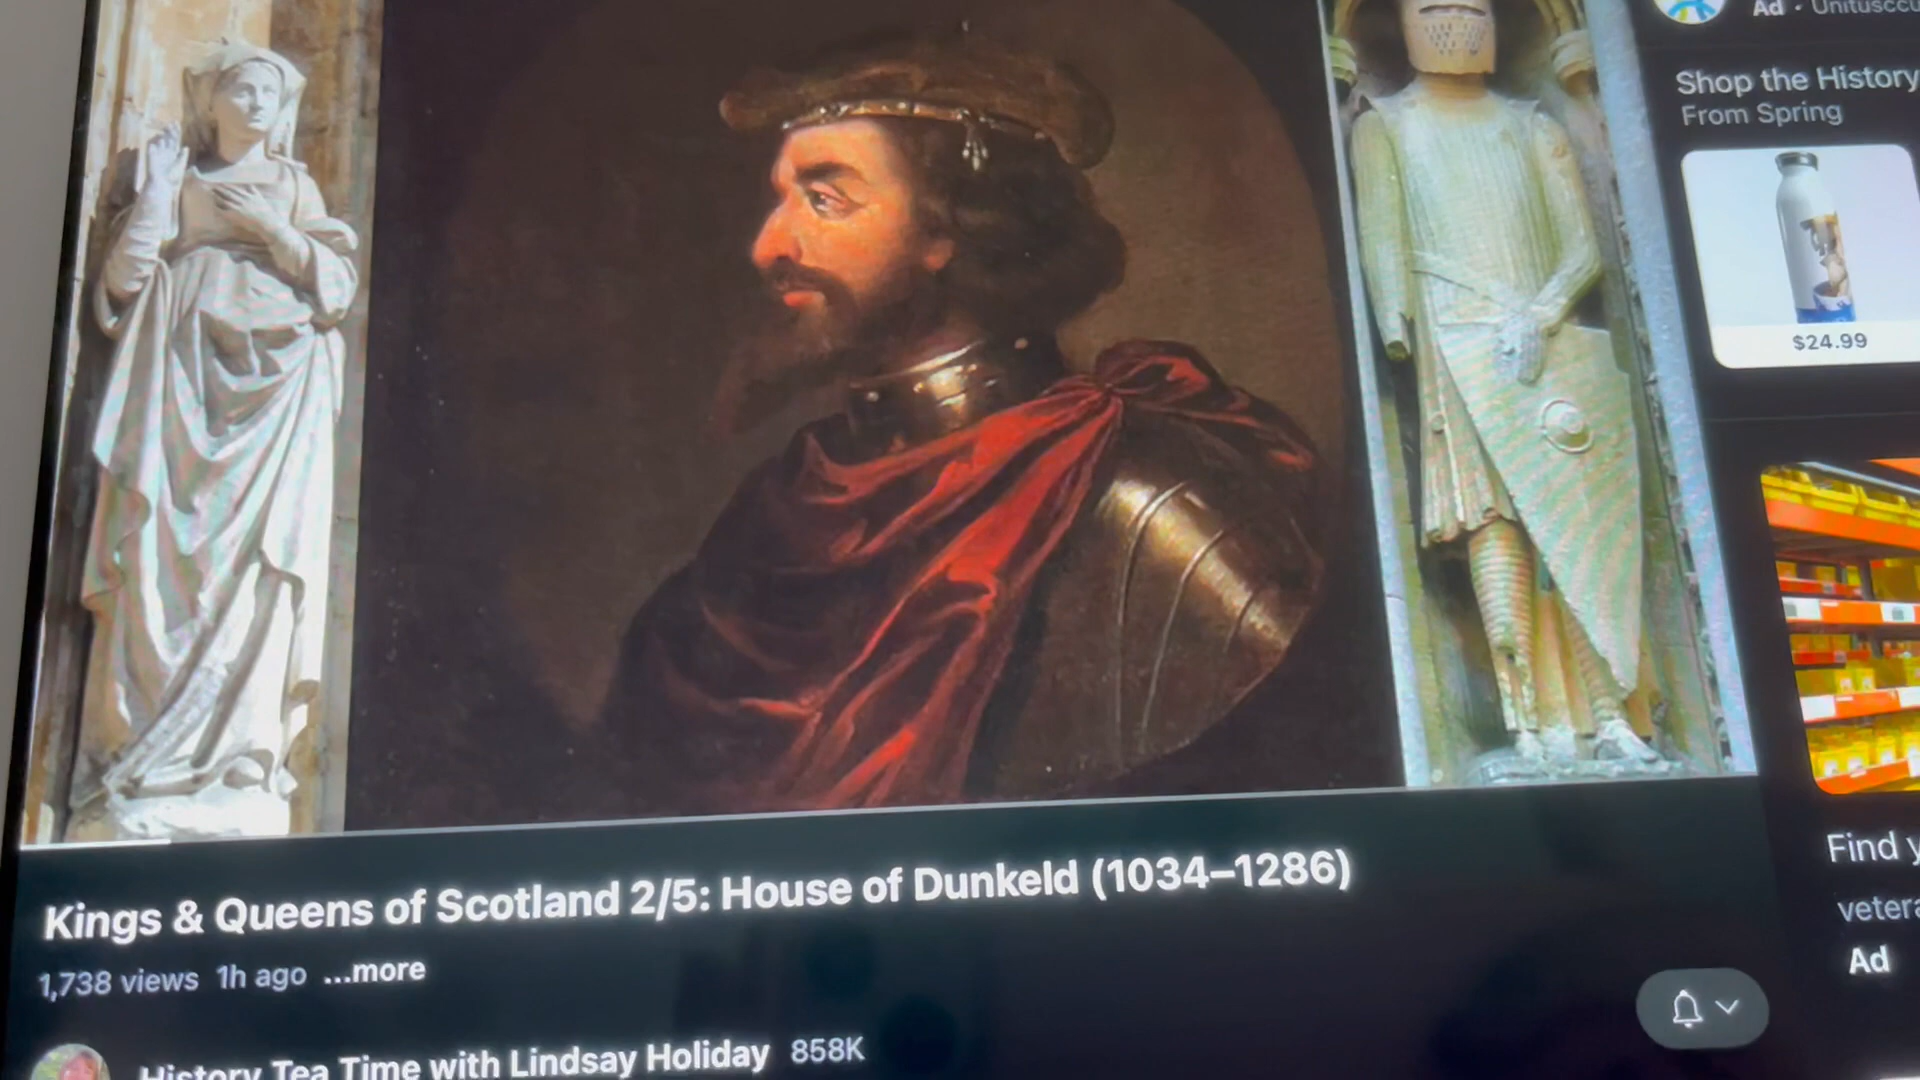 Ad · Unituscc
Shop the History
From Spring
$24.99
Kings & Queens of Scotland 2/5: House of Dunkeld (1034–1286)
1,738 views 1h ago ...more
Find
Ad
History Tea Time with Lindsay Holiday 858K